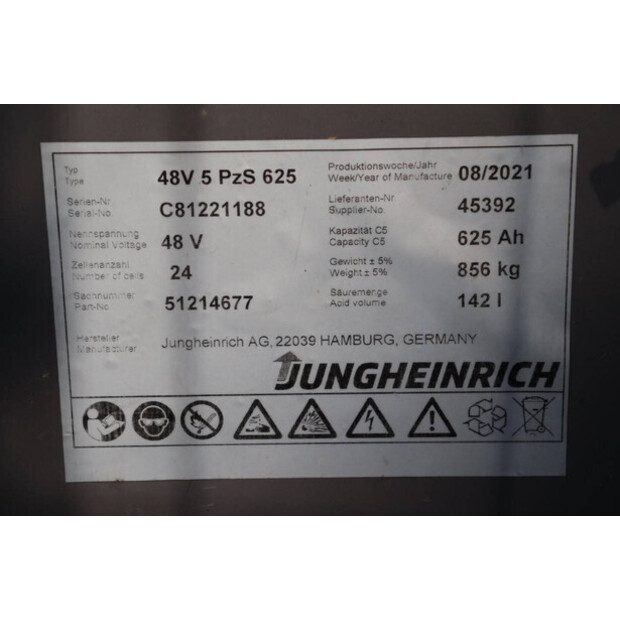 Typ 48V 5 PzS 625 Produktionswoche/Jahr 08/2021
Type Week/Year of Manufacture
Serien-Nr. C81221188 Lieferanten-Nr. 45392
Serial-No. Supplier-No.
Nennspannung 48 V Kapazität C5 625 Ah
Nominal Voltage Capacity C5
Zellenanzahl 24 Gewicht ± 5% 856 kg
Number of cells Weight ± 5%
Sachnummer 51214677 Säuremenge 142 l
Part-No. Acid volume
Hersteller Jungheinrich AG, 22039 HAMBURG, GERMANY
Manufacturer
JUNGHEINRICH